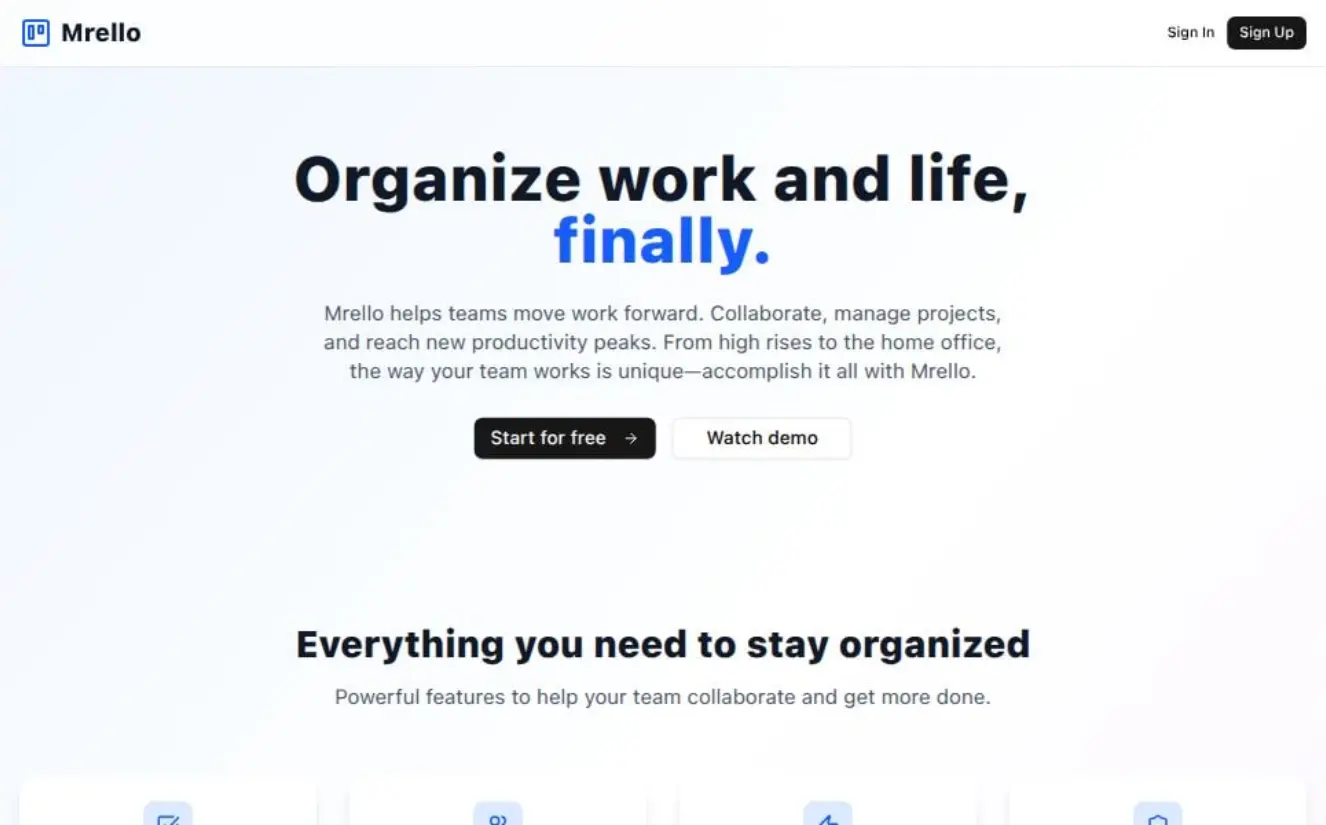 Mrello
Sign In
Sign Up
Organize work and life,
finally.
Mrello helps teams move work forward. Collaborate, manage projects,
and reach new productivity peaks. From high rises to the home office,
the way your team works is unique—accomplish it all with Mrello.
Start for free →
Watch demo
Everything you need to stay organized
Powerful features to help your team collaborate and get more done.